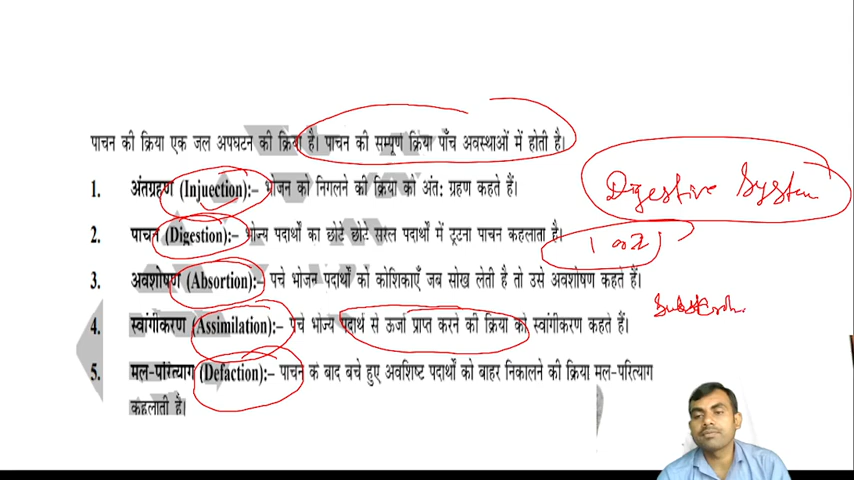 पाचन की क्रिया एक जल अपघटन की क्रिया है। पाचन की सम्पूर्ण क्रिया पाँच अवस्थाओं में होती है।
1. अंतग्रहण (Injuection):– भोजन को निगलने की क्रिया को अंत: ग्रहण कहते हैं।
Digestive System
2. पाचन (Digestion):– भोज्य पदार्थों का छोटे छोटे सरल पदार्थों में टूटना पाचन कहलाता है।
3. अवशोषण (Absortion):– पचे भोजन पदार्थों को कोशिकाएँ जब सोख लेती है तो उसे अवशोषण कहते हैं।
4. स्वांगीकरण (Assimilation):– पचे भोज्य पदार्थ से ऊर्जा प्राप्त करने की क्रिया को स्वांगीकरण कहते हैं।
5. मल-परित्याग (Defaction):– पाचन के बाद बचे हुए अवशिष्ट पदार्थों को बाहर निकालने की क्रिया मल-परित्याग
कहलाती है।